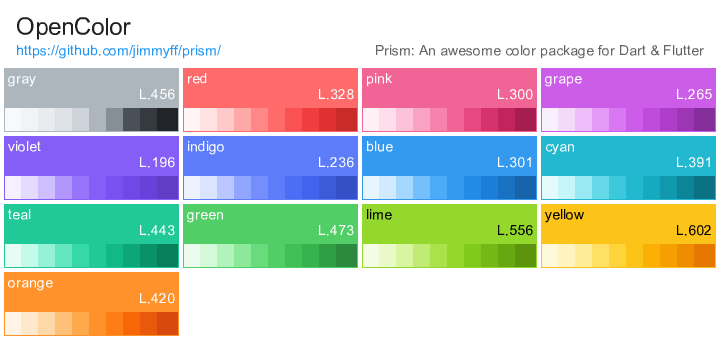 OpenColor
https://github.com/jimmyff/prism/ Prism: An awesome color package for Dart & Flutter
gray red pink grape
L.456 L.328 L.300 L.265
violet indigo blue cyan
L.196 L.236 L.301 L.391
teal green lime yellow
L.443 L.473 L.556 L.602
orange
L.420